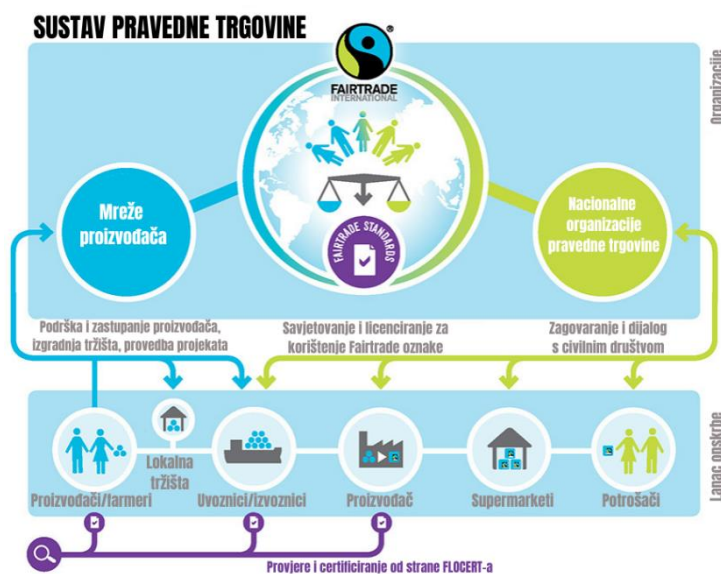 SUSTAV PRAVEDNE TRGOVINE
®
FAIRTRADE
INTERNATIONAL
Organizacije
Mreže
proizvođača
Nacionalne
organizacije
pravedne trgovine
FAIRTRADE STANDARDS
Podrška i zastupanje proizvođača,
izgradnja tržišta, provedba projekata
Savjetovanje i licenciranje za
korištenje Fairtrade oznake
Zagovaranje i dijalog
s civilnim društvom
Lanac opskrbe
Proizvođači/farmeri
Lokalna
tržišta
Uvoznici/izvoznici
Proizvođač
Supermarketi
Potrošači
Provjere i certificiranje od strane FLOCERT-a